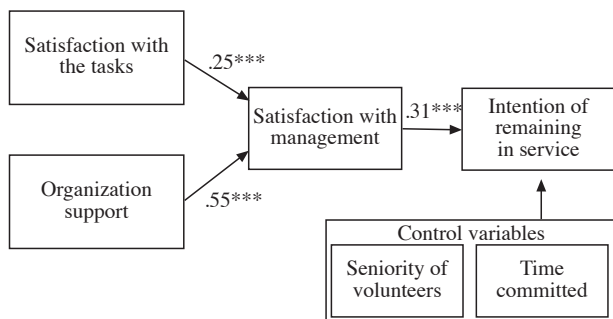 Satisfaction with
the tasks
.25***
Satisfaction with
management
.31***
Intention of
remaining
in service
Organization
support
.55***
Control variables
Seniority of
volunteers
Time
committed